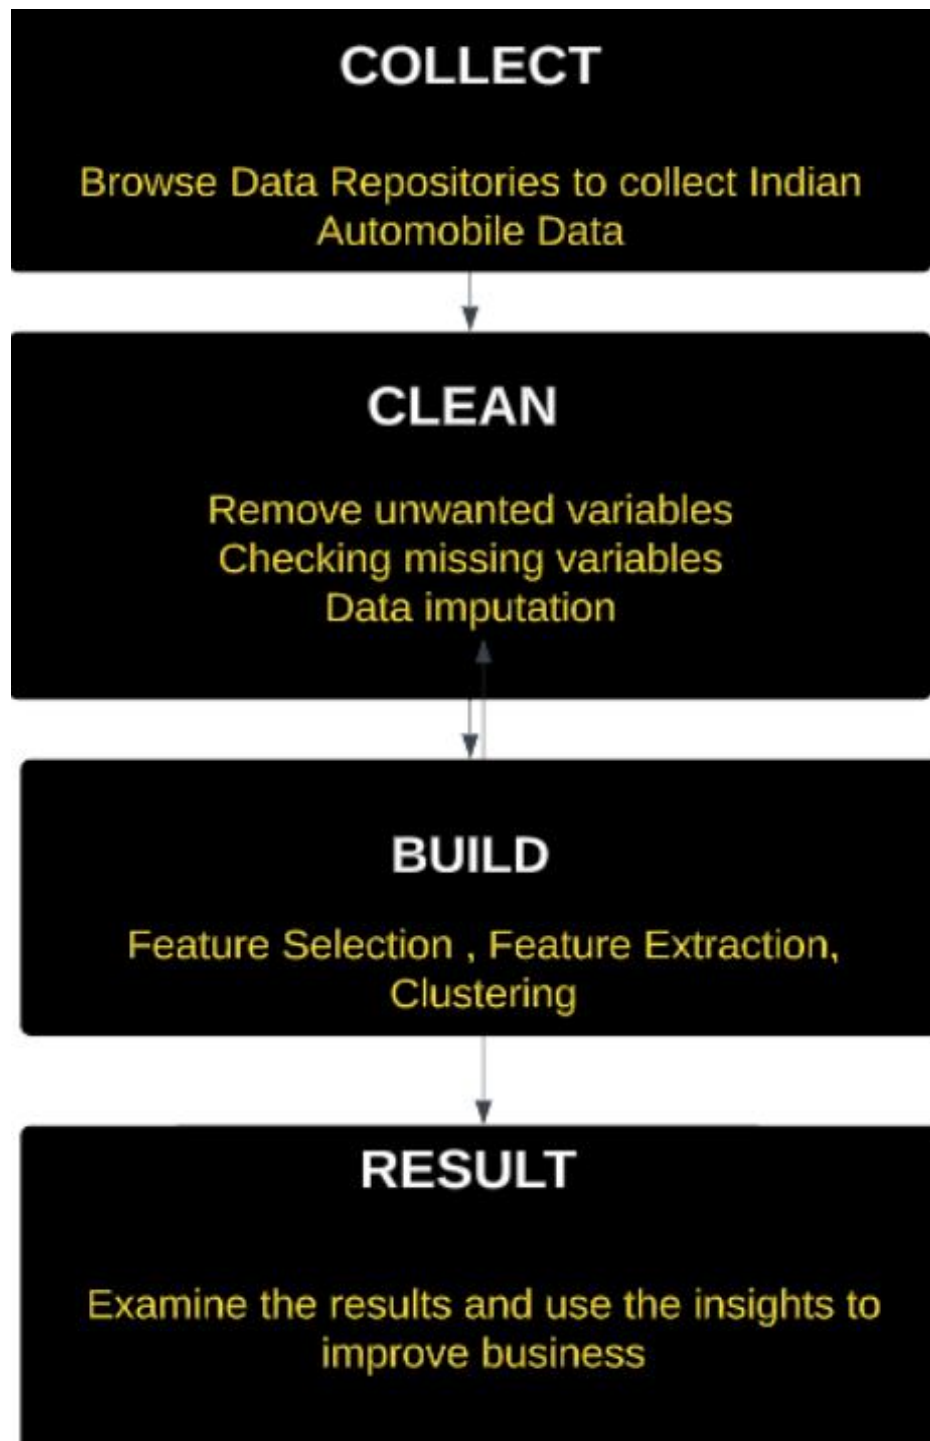 COLLECT
Browse Data Repositories to collect Indian
Automobile Data
CLEAN
Remove unwanted variables
Checking missing variables
Data imputation
BUILD
Feature Selection , Feature Extraction,
Clustering
RESULT
Examine the results and use the insights to
improve business